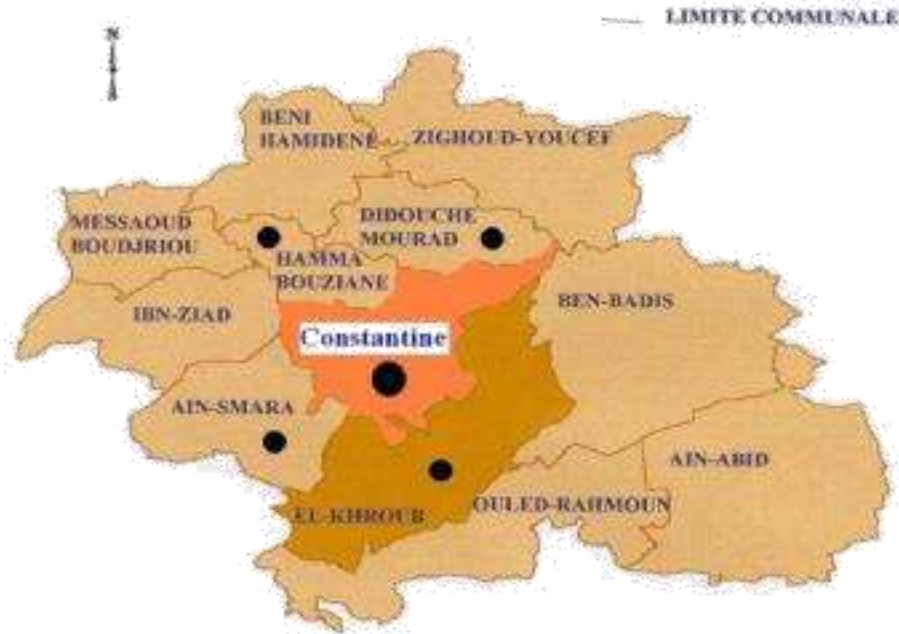 LIMITE COMMUNALE
N
S
BENI
HAMIDENE
ZIGHOUD-YOUCEF
MESSAOUD
BOUDJRIOU
DIDOUCHE
MOURAD
HAMMA
BOUZIANE
IBN-ZIAD
BEN-BADIS
Constantine
AIN-SMARA
AIN-ABID
OULED-RAHMOUN
EL-KHROUB